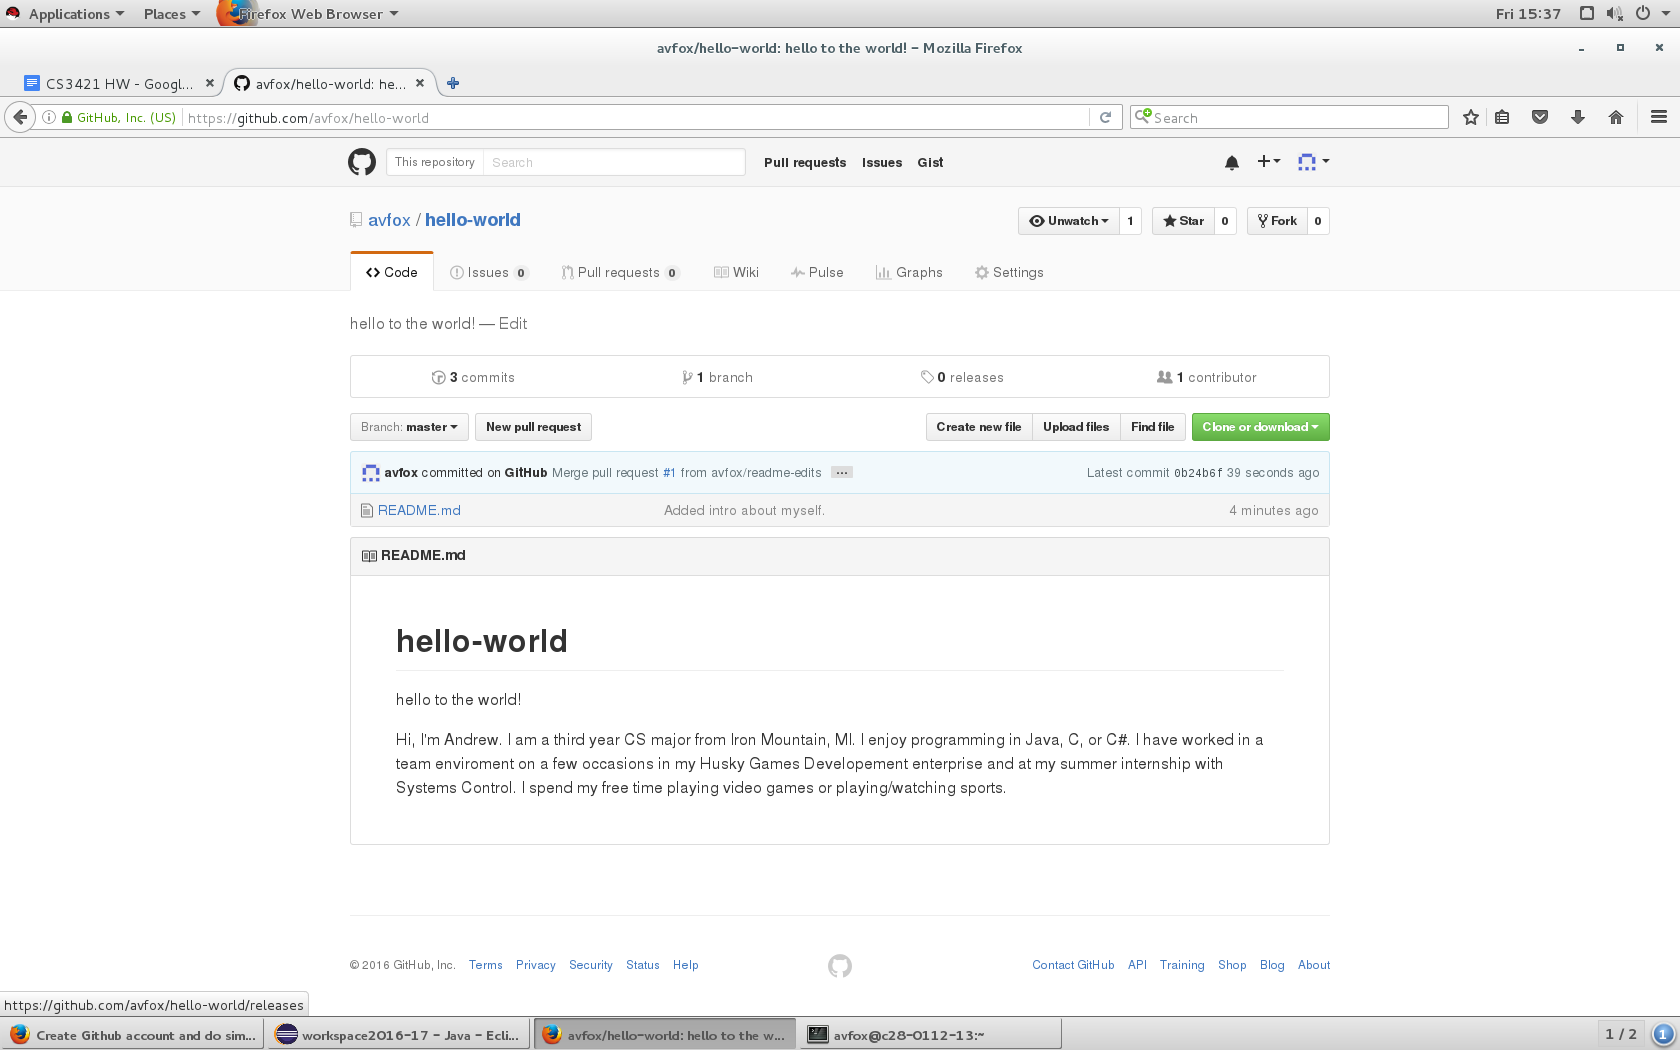 Applications Places Firefox Web Browser Fri 15:37
avfox/hello-world: hello to the world! - Mozilla Firefox
CS3421 HW - Googl... avfox/hello-world: he...
GitHub, Inc. (US) https://github.com/avfox/hello-world Search
This repository Search Pull requests Issues Gist
avfox / hello-world Unwatch 1 Star 0 Fork 0
Code Issues 0 Pull requests 0 Wiki Pulse Graphs Settings
hello to the world! — Edit
3 commits 1 branch 0 releases 1 contributor
Branch: master New pull request Create new file Upload files Find file Clone or download
avfox committed on GitHub Merge pull request #1 from avfox/readme-edits ... Latest commit 0b24b6f 39 seconds ago
README.md Added intro about myself. 4 minutes ago
README.md
hello-world
hello to the world!
Hi, I'm Andrew. I am a third year CS major from Iron Mountain, MI. I enjoy programming in Java, C, or C#. I have worked in a
team enviroment on a few occasions in my Husky Games Developement enterprise and at my summer internship with
Systems Control. I spend my free time playing video games or playing/watching sports.
© 2016 GitHub, Inc. Terms Privacy Security Status Help Contact GitHub API Training Shop Blog About
https://github.com/avfox/hello-world/releases
Create Github account and do sim... workspace2016-17 - Java - Ecli... avfox/hello-world: hello to the w... avfox@c28-0112-13:~ 1 / 2 1